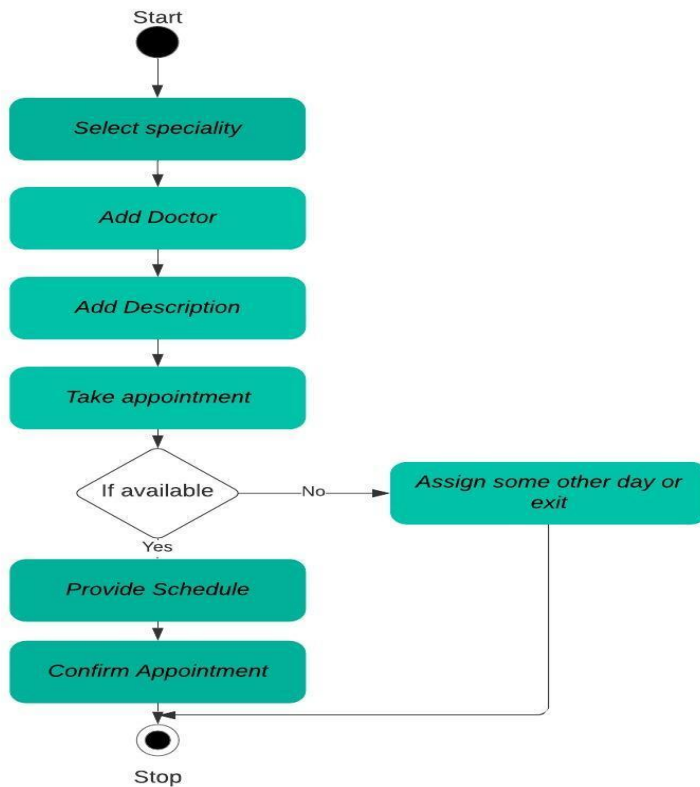 Start
Select speciality
Add Doctor
Add Description
Take appointment
If available
No
Assign some other day or
exit
Yes
Provide Schedule
Confirm Appointment
Stop